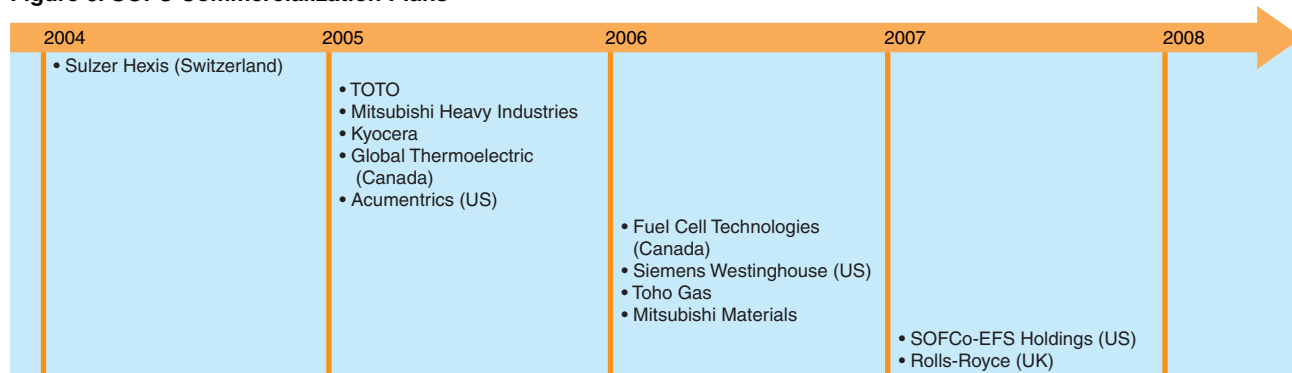 2004 2005 2006 2007 2008
• Sulzer Hexis (Switzerland)
• TOTO
• Mitsubishi Heavy Industries
• Kyocera
• Global Thermoelectric
(Canada)
• Acumentrics (US)
• Fuel Cell Technologies
(Canada)
• Siemens Westinghouse (US)
• Toho Gas
• Mitsubishi Materials
• SOFCo-EFS Holdings (US)
• Rolls-Royce (UK)